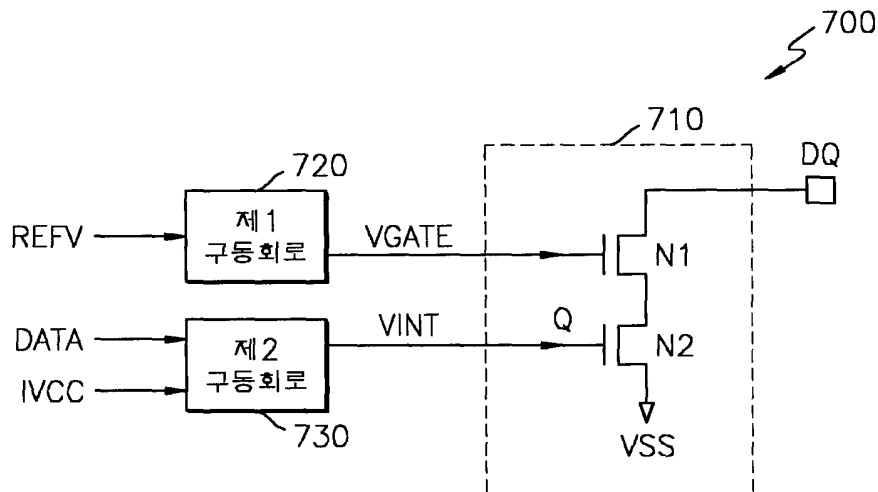 700
710
DQ
720
제1
구동회로
REFV
VGATE
N1
DATA
IVCC
제2
구동회로
VINT
Q
N2
730
VSS